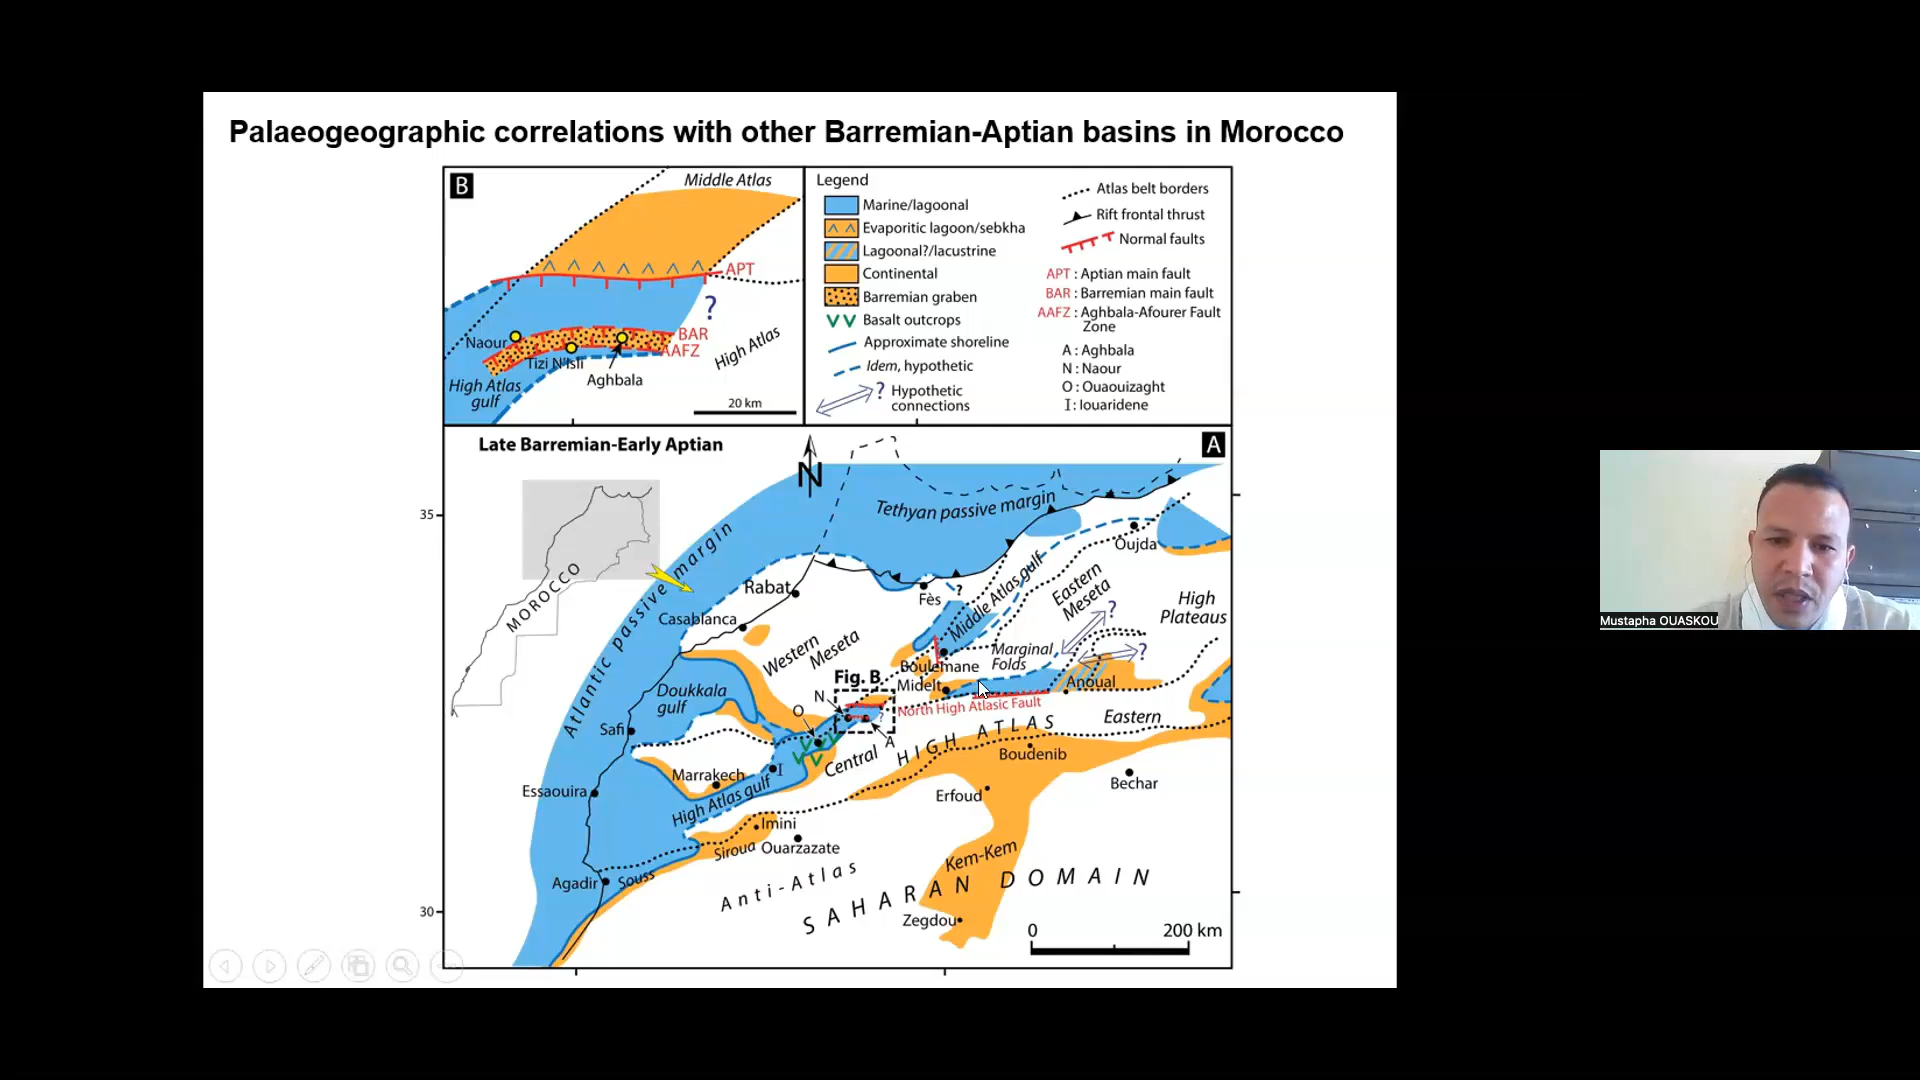 Palaeogeographic correlations with other Barremian-Aptian basins in Morocco
B
Middle Atlas
APT
?
BAR
AAFZ
Naour
Tizi N'Isli
Aghbala
High Atlas
High Atlas
gulf
20 km
Legend
Marine/lagoonal
Evaporitic lagoon/sebkha
Lagoonal?/lacustrine
Continental
Barremian graben
Basalt outcrops
Approximate shoreline
Idem, hypothetic
? Hypothetic
connections
Atlas belt borders
Rift frontal thrust
Normal faults
APT : Aptian main fault
BAR : Barremian main fault
AAFZ : Aghbala-Afourer Fault
Zone
A : Aghbala
N : Naour
O : Ouaouizaght
I : Iouaridene
Late Barremian-Early Aptian
N
A
35
30
MOROCCO
Atlantic passive margin
Tethyan passive margin
Oujda
Rabat
Fès
?
Middle Atlas gulf
Eastern
Meseta
High
Plateaus
Casablanca
Western
Meseta
?
?
Marginal
Folds
Boulemane
Doukkala
gulf
Fig. B
Midelt
Anoual
N
North High Atlasic Fault
O
?
A
Safi
HIGH ATLAS
Eastern
Central
Boudenib
Marrakech
I
High Atlas gulf
Bechar
Essaouira
Erfoud
Imini
Siroua
Ouarzazate
Kem-Kem
Agadir
Souss
Anti-Atlas
SAHARAN DOMAIN
Zegdou
0
200 km
Mustapha OUASKOU